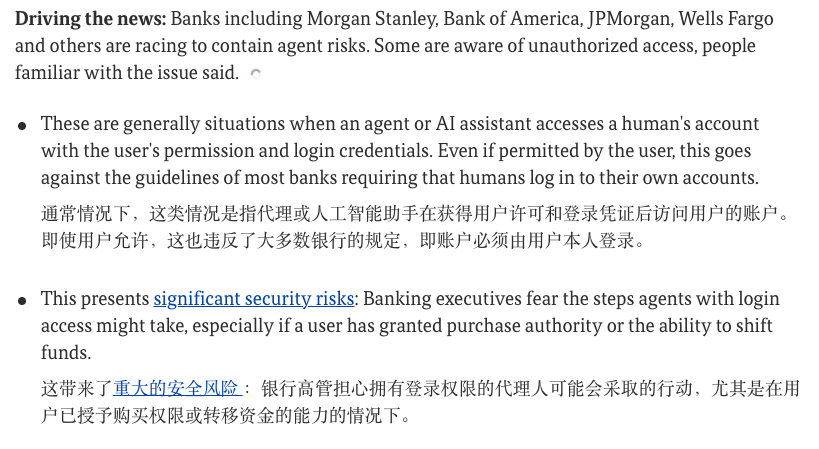 Driving the news: Banks including Morgan Stanley, Bank of America, JPMorgan, Wells Fargo
and others are racing to contain agent risks. Some are aware of unauthorized access, people
familiar with the issue said.
● These are generally situations when an agent or AI assistant accesses a human's account
with the user's permission and login credentials. Even if permitted by the user, this goes
against the guidelines of most banks requiring that humans log in to their own accounts.
通常情况下，这类情况是指代理或人工智能助手在获得用户许可和登录凭证后访问用户的账户。
即使用户允许，这也违反了大多数银行的规定，即账户必须由用户本人登录。
● This presents significant security risks: Banking executives fear the steps agents with login
access might take, especially if a user has granted purchase authority or the ability to shift
funds.
这带来了重大的安全风险 ：银行高管担心拥有登录权限的代理人可能会采取的行动，尤其是在用
户已授予购买权限或转移资金的能力的情况下。